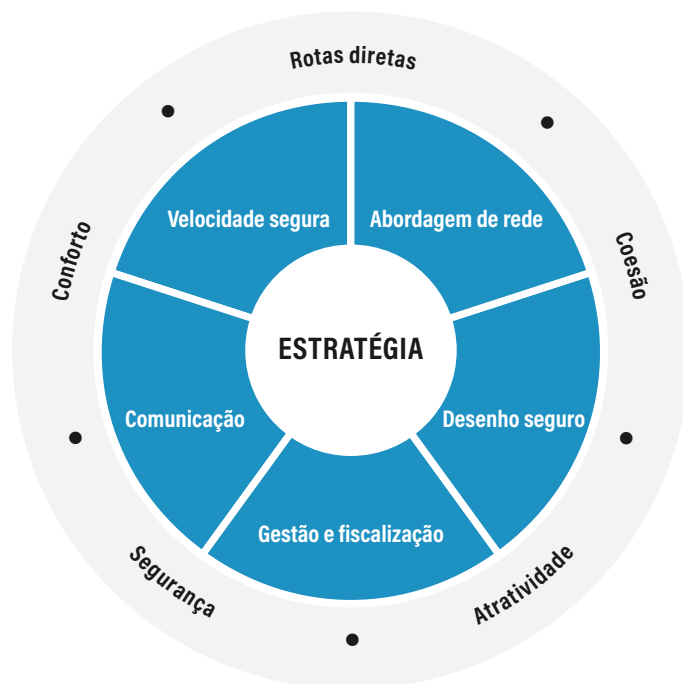 Rotas diretas
Velocidade segura
Abordagem de rede
Conforto
Coesão
ESTRATÉGIA
Comunicação
Desenho seguro
Gestão e fiscalização
Segurança
Atratividade